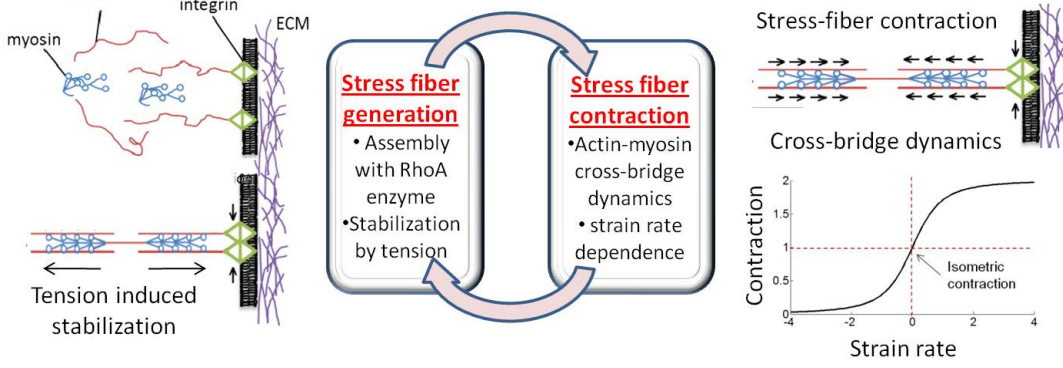 integrin
ECM
myosin
Tension induced
stabilization
Stress fiber
generation
• Assembly
with RhoA
enzyme
•Stabilization
by tension
Stress fiber
contraction
•Actin-myosin
cross-bridge
dynamics
• strain rate
dependence
Stress-fiber contraction
Cross-bridge dynamics
Contraction
2
1.5
1
0.5
0
-4
-2
0
2
4
Isometric
contraction
Strain rate